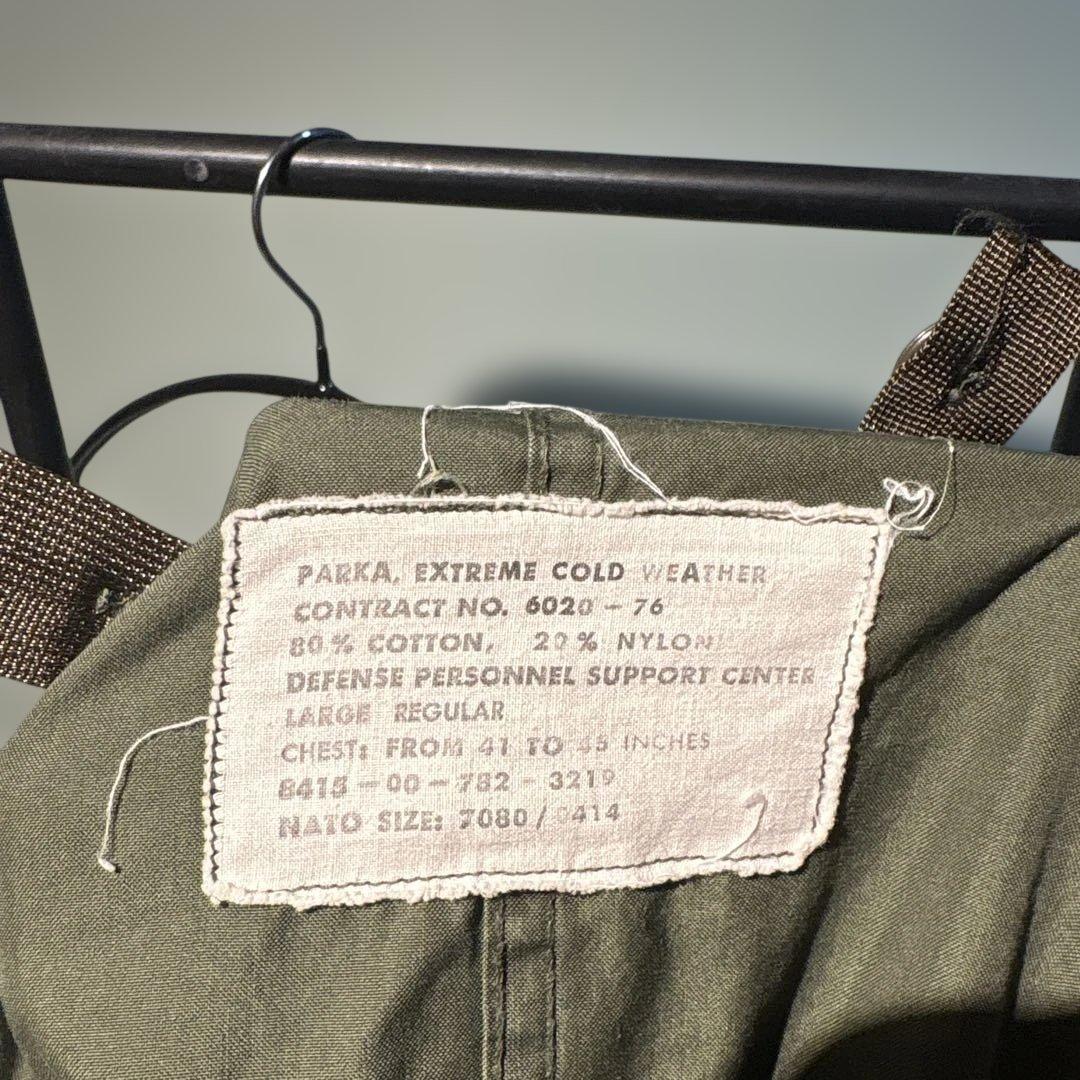 PARKA, EXTREME COLD WEATHER
CONTRACT NO. 6020 - 76
80 % COTTON, 20 % NYLON
DEFENSE PERSONNEL SUPPORT CENTER
LARGE REGULAR
CHEST: FROM 41 TO 45 INCHES
8415 - 00 - 782 - 3219
NATO SIZE: 7080 / 0414